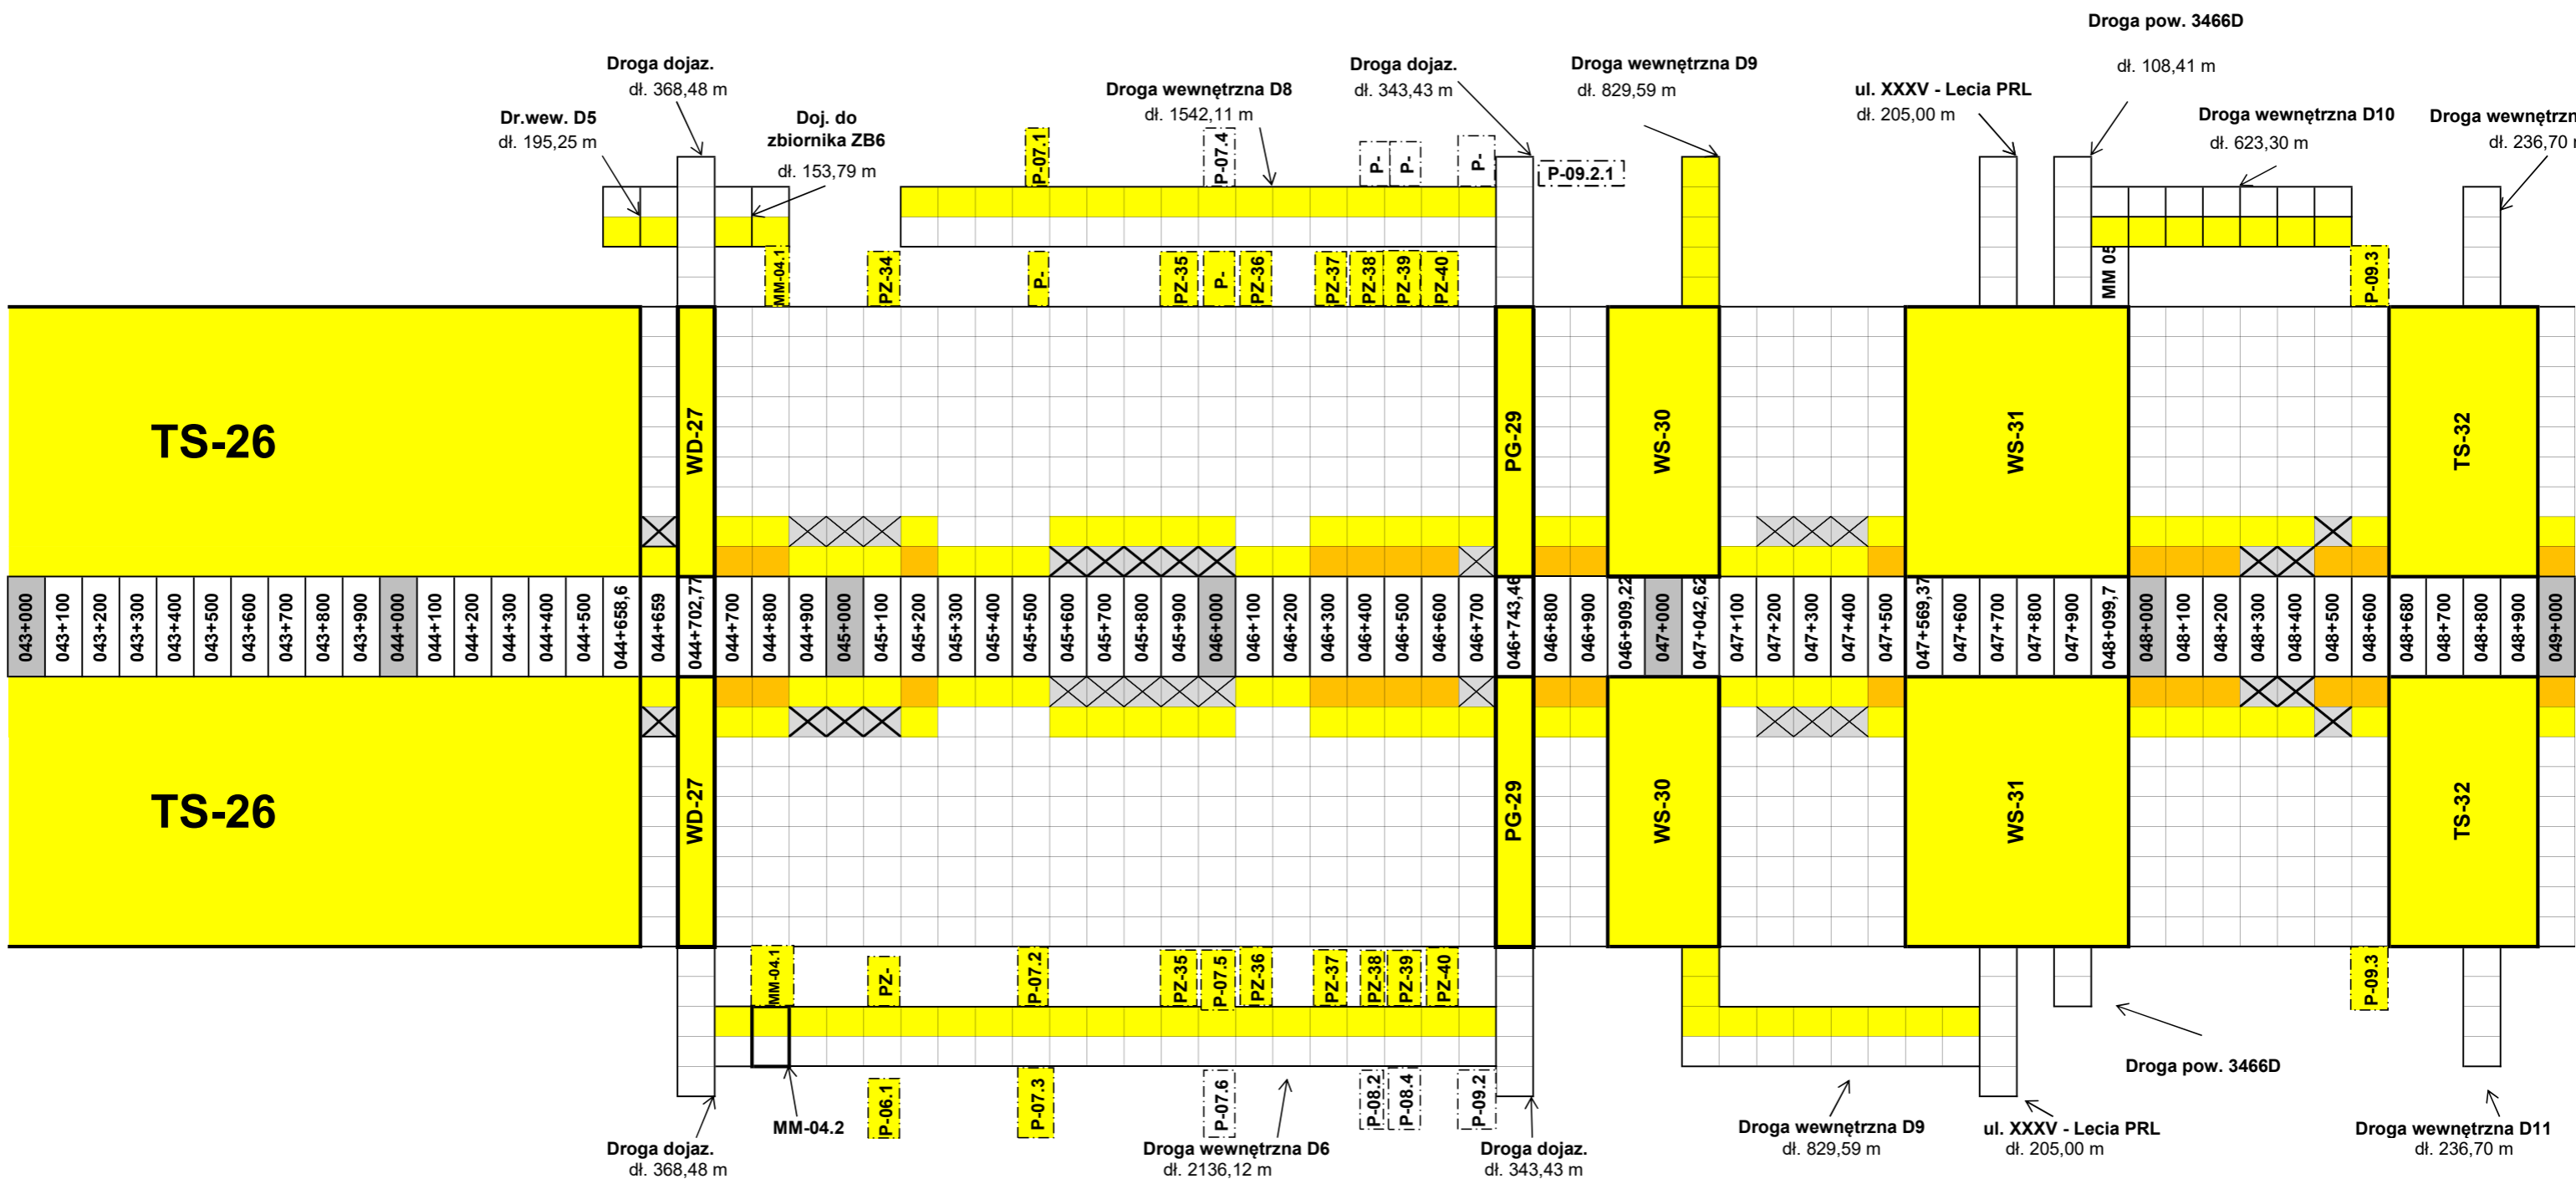 Droga pow. 3466D
dł. 108,41 m
Droga dojaz.
dł. 368,48 m
Droga wewnętrzna D8
dł. 1542,11 m
Droga dojaz.
dł. 343,43 m
Droga wewnętrzna D9
dł. 829,59 m
ul. XXXV - Lecia PRL
dł. 205,00 m
Droga wewnętrzna D10
dł. 623,30 m
Droga wewnętrzn
dł. 236,70 m
Dr.wew. D5
dł. 195,25 m
Doj. do
zbiornika ZB6
dł. 153,79 m
P-07.1
P-07.4
P-
P-
P-
P-09.2.1
MM-04.1
PZ-34
P-
PZ-35
P-
PZ-36
PZ-37
PZ-38
PZ-39
PZ-40
MM 05
P-09.3
TS-26
WD-27
PG-29
WS-30
WS-31
TS-32
043+000
043+100
043+200
043+300
043+400
043+500
043+600
043+700
043+800
043+900
044+000
044+100
044+200
044+300
044+400
044+500
044+658,6
044+659
044+702,77
044+700
044+800
044+900
045+000
045+100
045+200
045+300
045+400
045+500
045+600
045+700
045+800
045+900
046+000
046+100
046+200
046+300
046+400
046+500
046+600
046+700
046+743,46
046+800
046+900
046+909,22
047+000
047+042,62
047+100
047+200
047+300
047+400
047+500
047+569,37
047+600
047+700
047+800
047+900
048+099,7
048+000
048+100
048+200
048+300
048+400
048+500
048+600
048+680
048+700
048+800
048+900
049+000
TS-26
WD-27
PG-29
WS-30
WS-31
TS-32
MM-04.1
PZ-
P-07.2
PZ-35
P-07.5
PZ-36
PZ-37
PZ-38
PZ-39
PZ-40
P-09.3
P-06.1
P-07.3
P-07.6
P-08.2
P-08.4
P-09.2
MM-04.2
Droga pow. 3466D
Droga dojaz.
dł. 368,48 m
Droga wewnętrzna D6
dł. 2136,12 m
Droga dojaz.
dł. 343,43 m
Droga wewnętrzna D9
dł. 829,59 m
ul. XXXV - Lecia PRL
dł. 205,00 m
Droga wewnętrzna D11
dł. 236,70 m